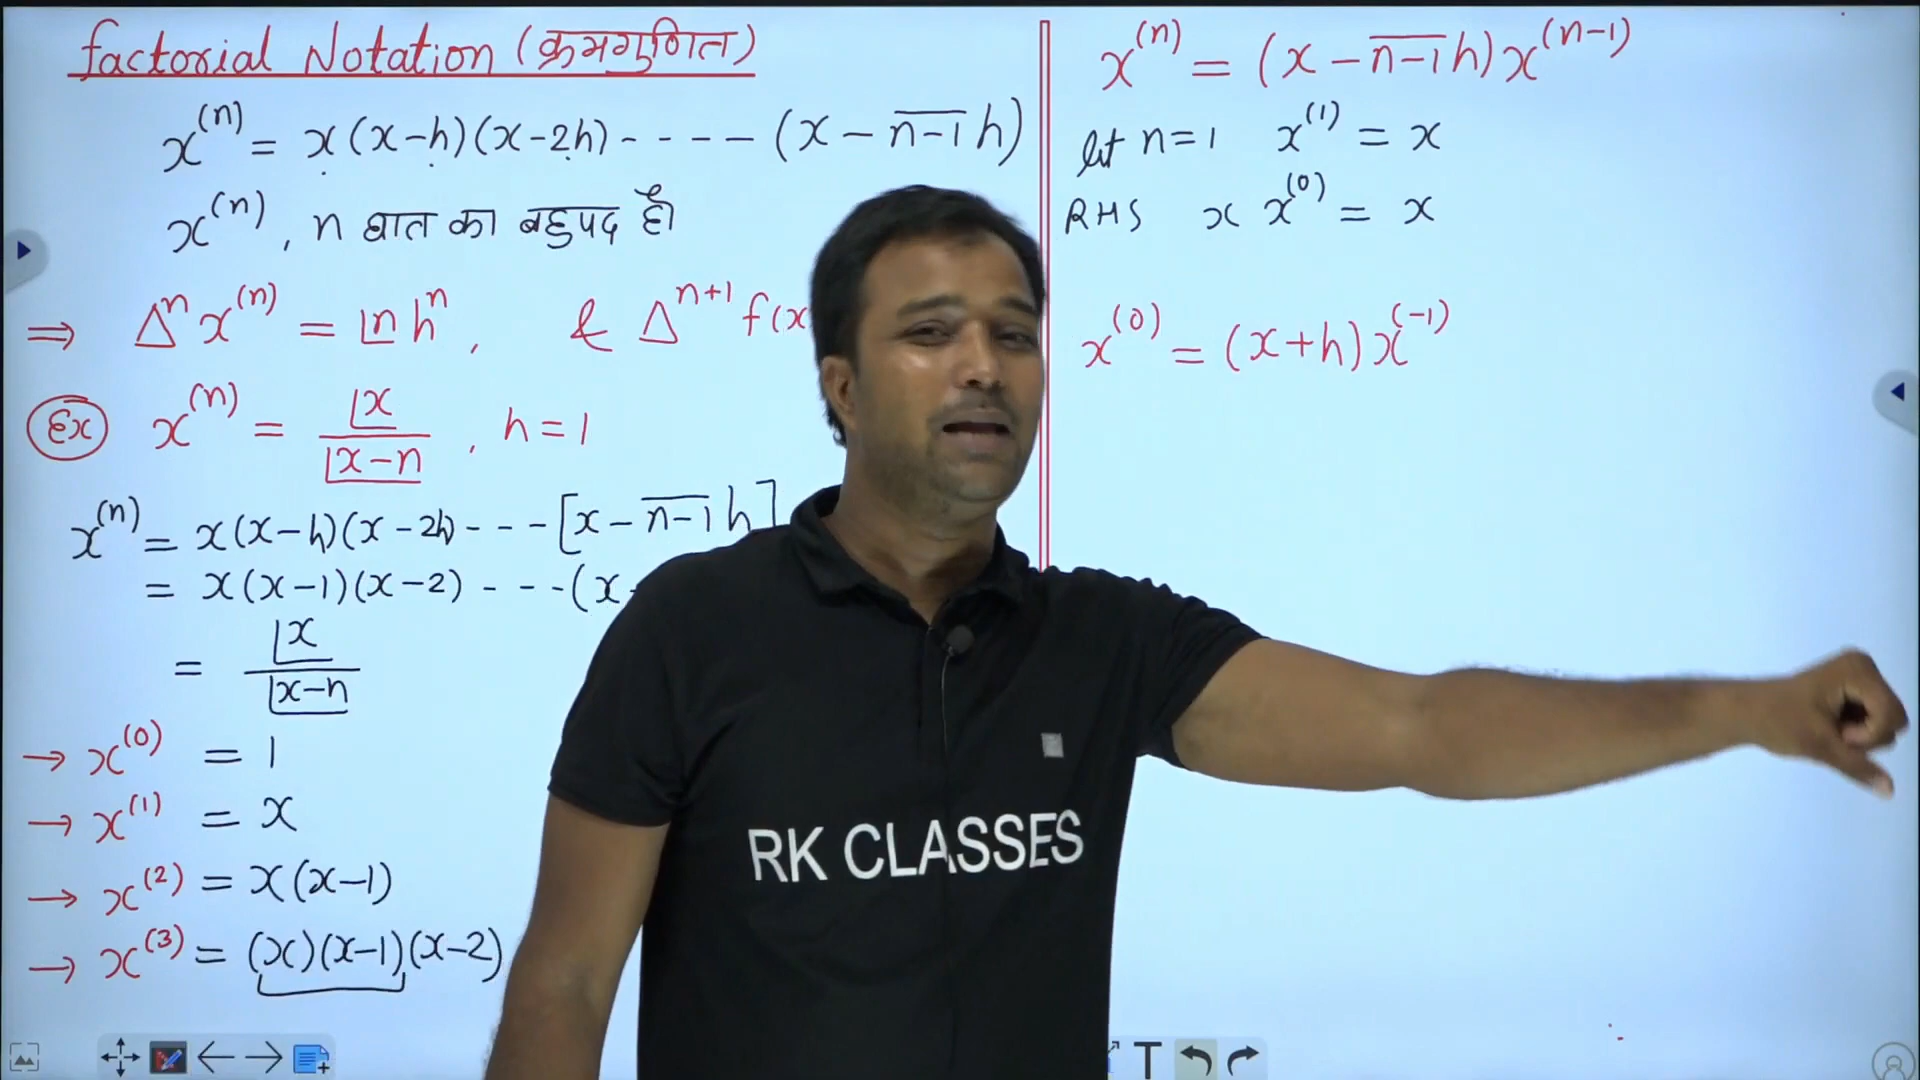 factorial Notation (क्रमगुणित)
x^(n) = x(x-h)(x-2h)-----(x-n̅-̅1̅ h)
x^(n), n घात का बहुपद है।
⇒ Δ^n x^(n) = |n h^n, & Δ^(n+1) f(x
Ex x^(n) = |x / |x-n , h=1
x^(n) = x(x-h)(x-2h)---[x-n̅-̅1̅ h]
= x(x-1)(x-2)----(x-
= |x / |x-n
→ x^(0) = 1
→ x^(1) = x
→ x^(2) = x(x-1)
→ x^(3) = (x)(x-1)(x-2)
x^(n) = (x-n̅-̅1̅ h)x^(n-1)
let n=1 x^(1) = x
RHS x x^(0) = x
x^(0) = (x+h)x^(-1)
RK CLASSES
T